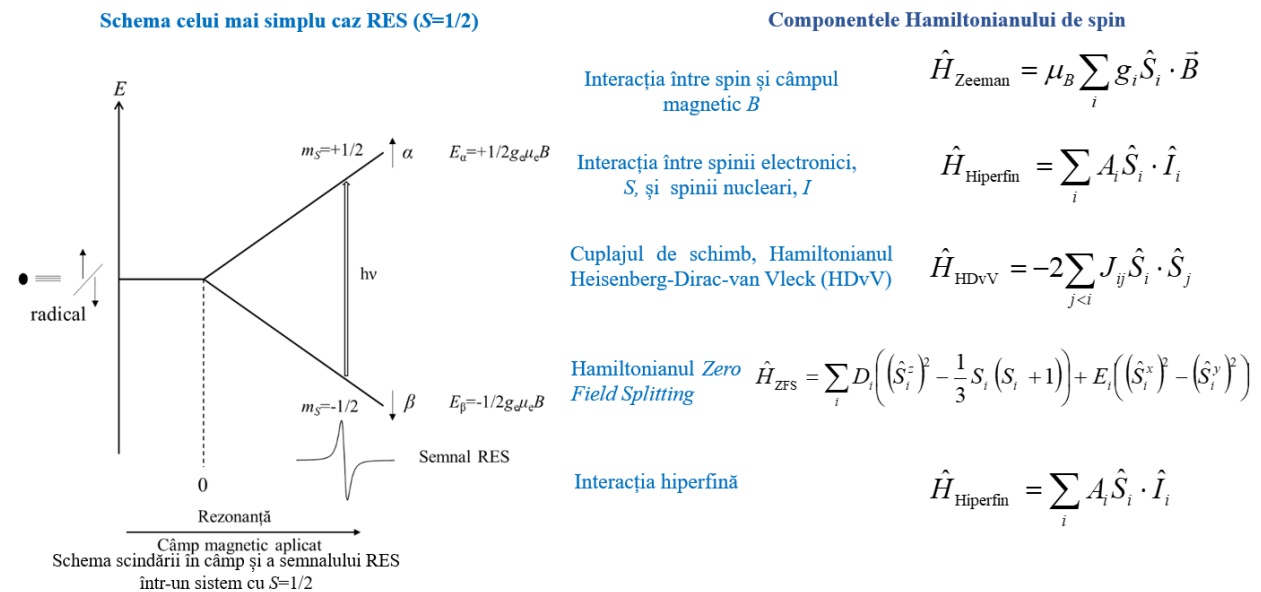 Schema celui mai simplu caz RES (S=1/2)
E
m_S=+1/2
α
E_α=+1/2g_eμ_eB
radical
hν
m_S=-1/2
β
E_β=-1/2g_eμ_eB
Semnal RES
0
Rezonanță
Câmp magnetic aplicat
Schema scindării în câmp și a semnalului RES
într-un sistem cu S=1/2
Componentele Hamiltonianului de spin
Interacția între spin și câmpul
magnetic B
Ĥ_Zeeman = μ_B ∑_i g_i Ŝ_i · B⃗
Interacția între spinii electronici,
S, și spinii nucleari, I
Ĥ_Hiperfin = ∑_i A_i Ŝ_i · Î_i
Cuplajul de schimb, Hamiltonianul
Heisenberg-Dirac-van Vleck (HDvV)
Ĥ_HDvV = −2 ∑_{j<i} J_ij Ŝ_i · Ŝ_j
Hamiltonianul Zero
Field Splitting
Ĥ_ZFS = ∑_i D_i((Ŝ_i^z)^2 − 1/3 S_i (S_i + 1)) + E_i((Ŝ_i^x)^2 − (Ŝ_i^y)^2)
Interacția hiperfină
Ĥ_Hiperfin = ∑_i A_i Ŝ_i · Î_i